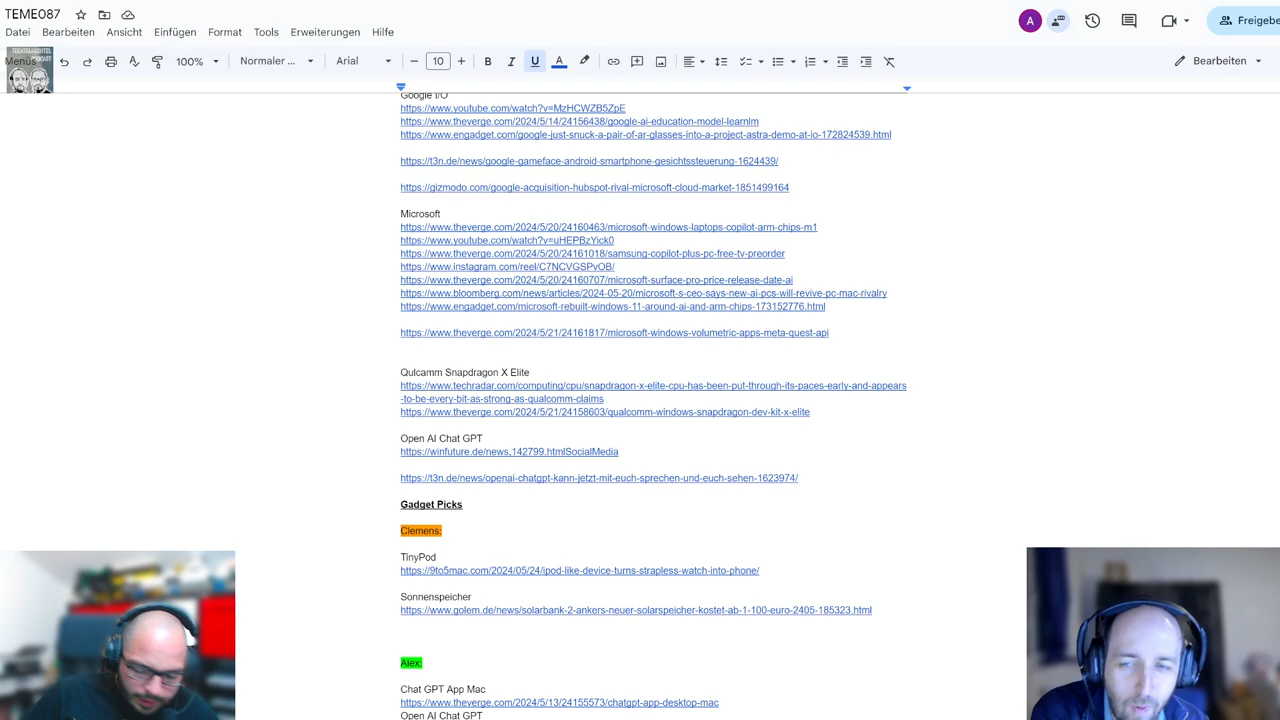 TEME087
Datei Bearbeiten Ansicht Einfügen Format Tools Erweiterungen Hilfe
A
Freigebe
Menüs
100%
Normaler ...
Arial
10
Bearbeiten
Google I/O
https://www.youtube.com/watch?v=MzHCWZB5ZpE
https://www.theverge.com/2024/5/14/24156438/google-ai-education-model-learnlm
https://www.engadget.com/google-just-snuck-a-pair-of-ar-glasses-into-a-project-astra-demo-at-io-172824539.html
https://t3n.de/news/google-gameface-android-smartphone-gesichtssteuerung-1624439/
https://gizmodo.com/google-acquisition-hubspot-rival-microsoft-cloud-market-1851499164
Microsoft
https://www.theverge.com/2024/5/20/24160463/microsoft-windows-laptops-copilot-arm-chips-m1
https://www.youtube.com/watch?v=uHEPBzYick0
https://www.theverge.com/2024/5/20/24161018/samsung-copilot-plus-pc-free-tv-preorder
https://www.instagram.com/reel/C7NCVGSPvOB/
https://www.theverge.com/2024/5/20/24160707/microsoft-surface-pro-price-release-date-ai
https://www.bloomberg.com/news/articles/2024-05-20/microsoft-s-ceo-says-new-ai-pcs-will-revive-pc-mac-rivalry
https://www.engadget.com/microsoft-rebuilt-windows-11-around-ai-and-arm-chips-173152776.html
https://www.theverge.com/2024/5/21/24161817/microsoft-windows-volumetric-apps-meta-quest-api
Qulcamm Snapdragon X Elite
https://www.techradar.com/computing/cpu/snapdragon-x-elite-cpu-has-been-put-through-its-paces-early-and-appears
-to-be-every-bit-as-strong-as-qualcomm-claims
https://www.theverge.com/2024/5/21/24158603/qualcomm-windows-snapdragon-dev-kit-x-elite
Open AI Chat GPT
https://winfuture.de/news,142799.htmlSocialMedia
https://t3n.de/news/openai-chatgpt-kann-jetzt-mit-euch-sprechen-und-euch-sehen-1623974/
Gadget Picks
Clemens:
TinyPod
https://9to5mac.com/2024/05/24/ipod-like-device-turns-strapless-watch-into-phone/
Sonnenspeicher
https://www.golem.de/news/solarbank-2-ankers-neuer-solarspeicher-kostet-ab-1-100-euro-2405-185323.html
Alex:
Chat GPT App Mac
https://www.theverge.com/2024/5/13/24155573/chatgpt-app-desktop-mac
Open AI Chat GPT